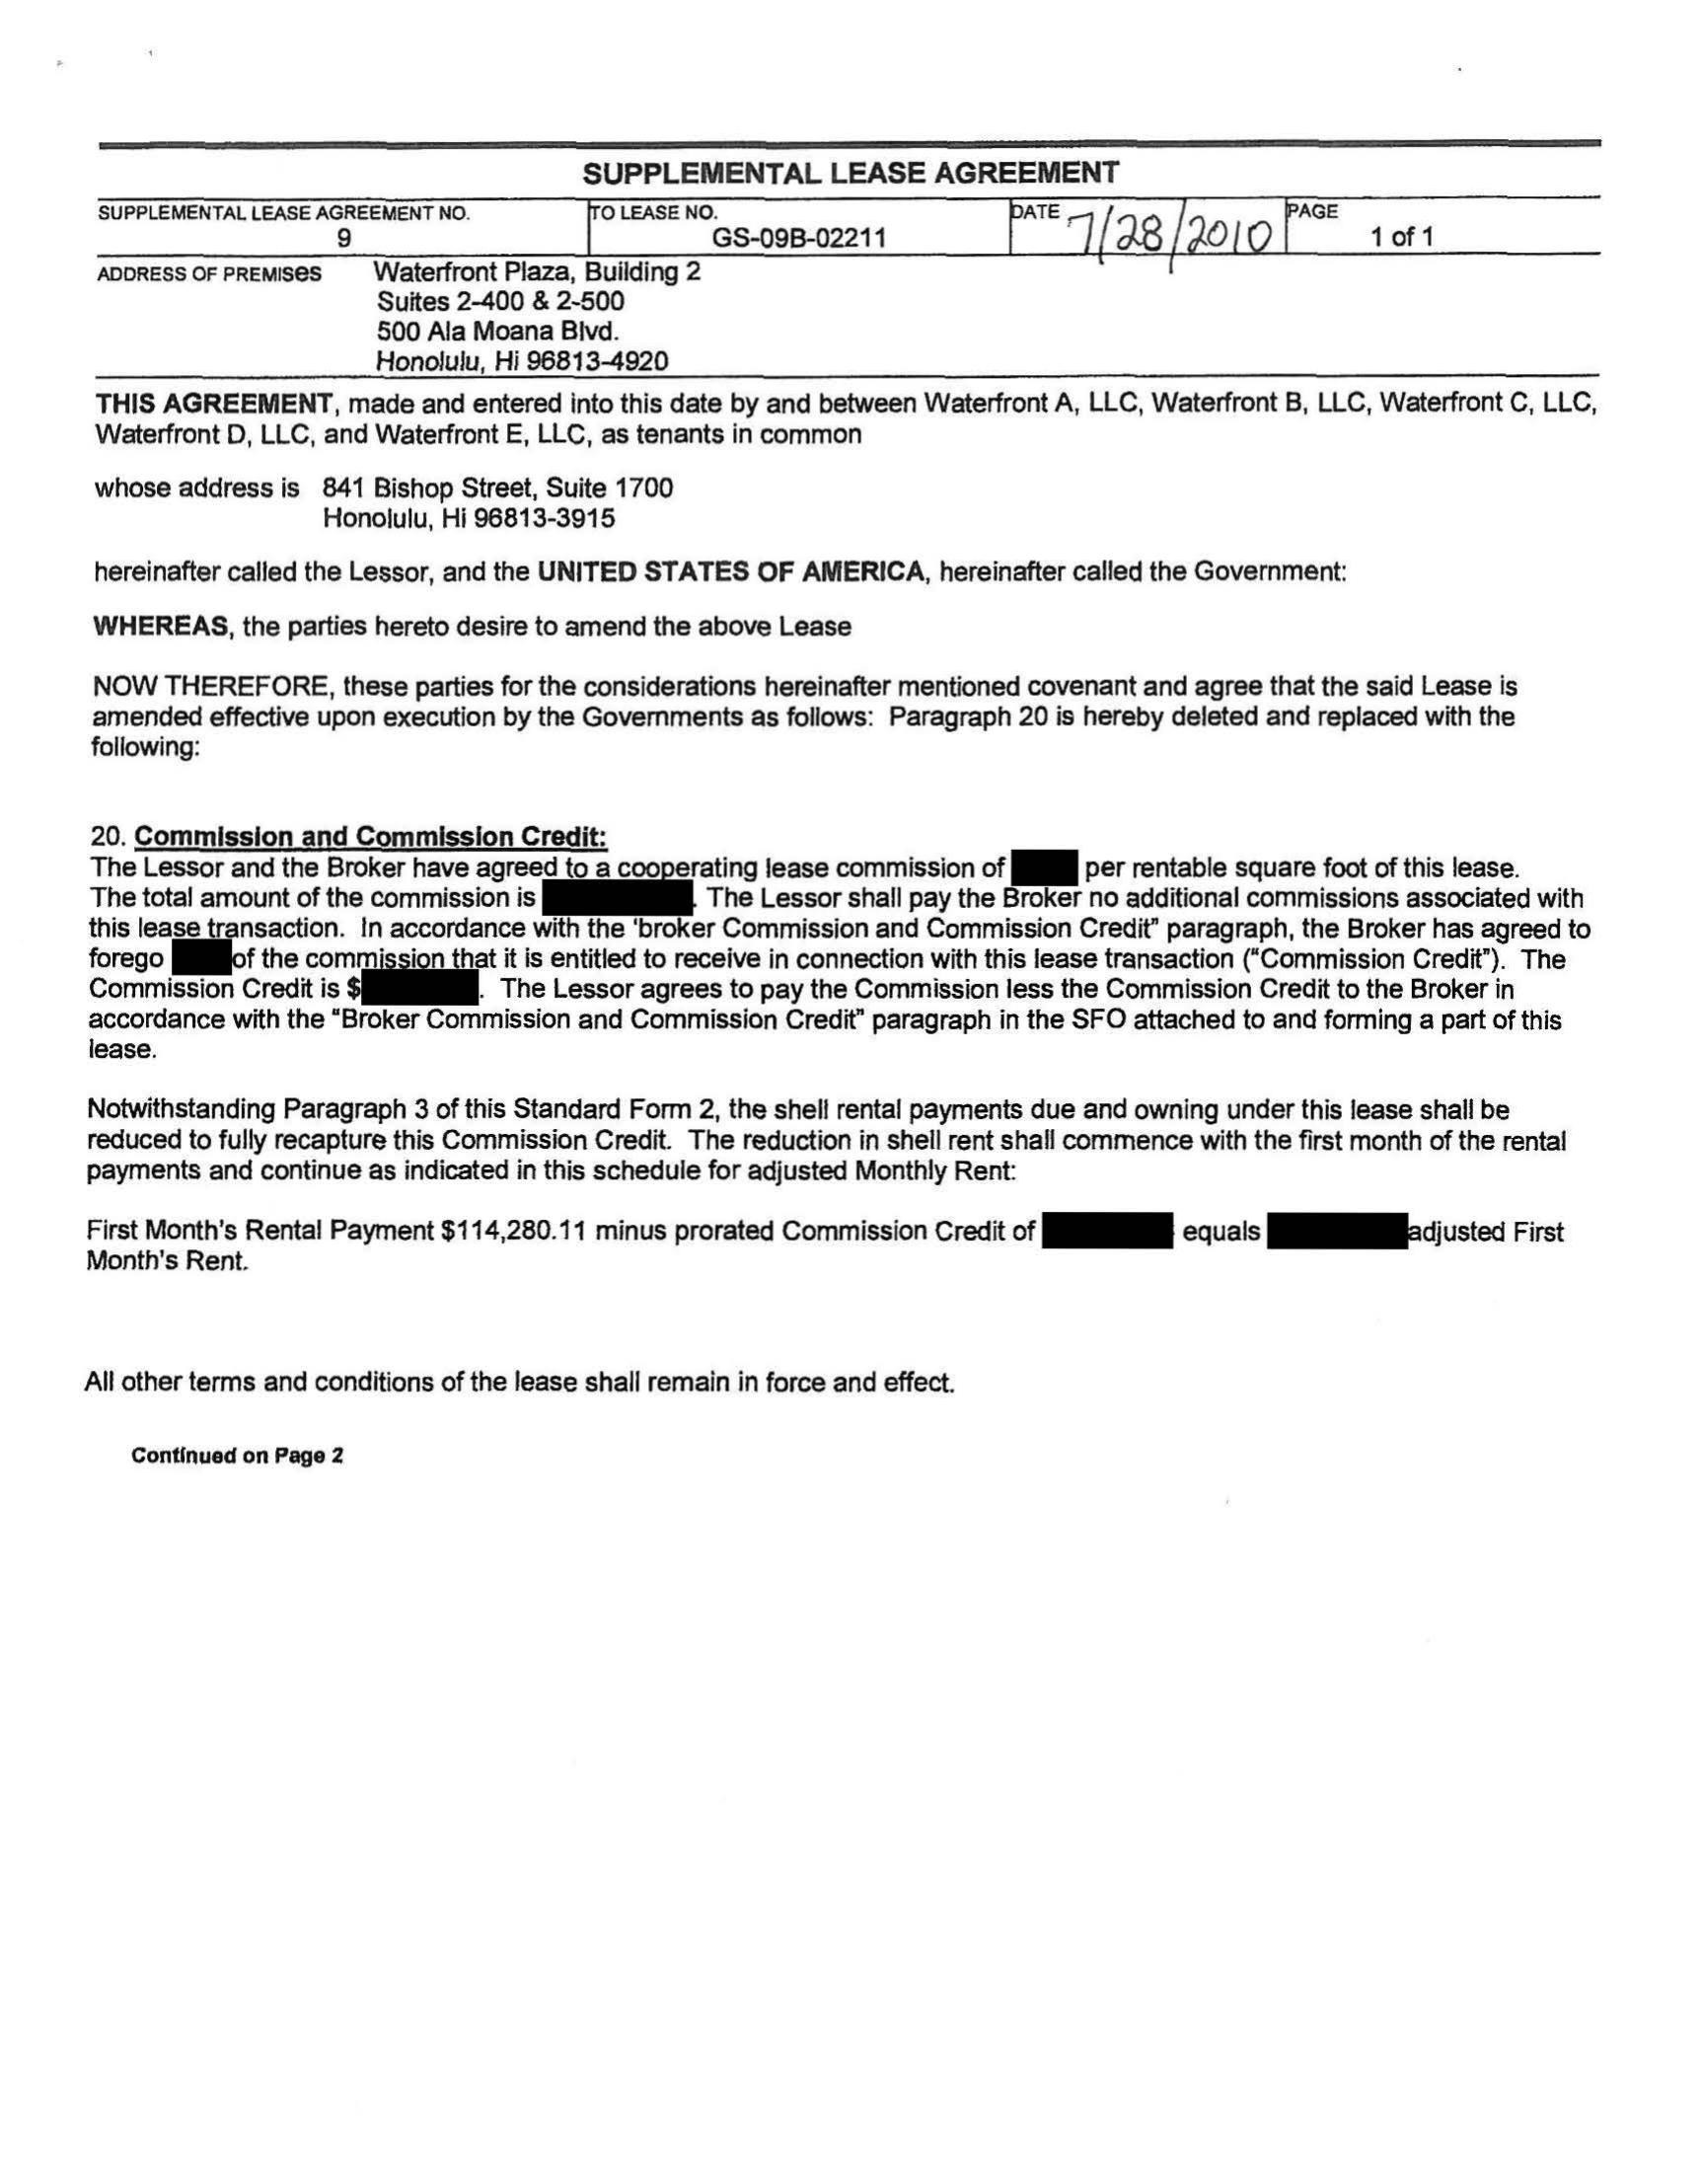 SUPPLEMENTAL LEASE AGREEMENT
SUPPLEMENTAL LEASE AGREEMENT NO. TO LEASE NO. DATE PAGE
9 GS-09B-02211 7/28/2010 1 of 1
ADDRESS OF PREMISES Waterfront Plaza, Building 2
Suites 2-400 & 2-500
500 Ala Moana Blvd.
Honolulu, Hi 96813-4920
THIS AGREEMENT, made and entered into this date by and between Waterfront A, LLC, Waterfront B, LLC, Waterfront C, LLC,
Waterfront D, LLC, and Waterfront E, LLC, as tenants in common
whose address is 841 Bishop Street, Suite 1700
Honolulu, Hi 96813-3915
hereinafter called the Lessor, and the UNITED STATES OF AMERICA, hereinafter called the Government:
WHEREAS, the parties hereto desire to amend the above Lease
NOW THEREFORE, these parties for the considerations hereinafter mentioned covenant and agree that the said Lease is
amended effective upon execution by the Governments as follows: Paragraph 20 is hereby deleted and replaced with the
following:
20. Commission and Commission Credit:
The Lessor and the Broker have agreed to a cooperating lease commission of per rentable square foot of this lease.
The total amount of the commission is . The Lessor shall pay the Broker no additional commissions associated with
this lease transaction. In accordance with the 'broker Commission and Commission Credit" paragraph, the Broker has agreed to
forego of the commission that it is entitled to receive in connection with this lease transaction ("Commission Credit"). The
Commission Credit is $ . The Lessor agrees to pay the Commission less the Commission Credit to the Broker in
accordance with the "Broker Commission and Commission Credit" paragraph in the SFO attached to and forming a part of this
lease.
Notwithstanding Paragraph 3 of this Standard Form 2, the shell rental payments due and owning under this lease shall be
reduced to fully recapture this Commission Credit. The reduction in shell rent shall commence with the first month of the rental
payments and continue as indicated in this schedule for adjusted Monthly Rent:
First Month's Rental Payment $114,280.11 minus prorated Commission Credit of equals adjusted First
Month's Rent.
All other terms and conditions of the lease shall remain in force and effect.
Continued on Page 2